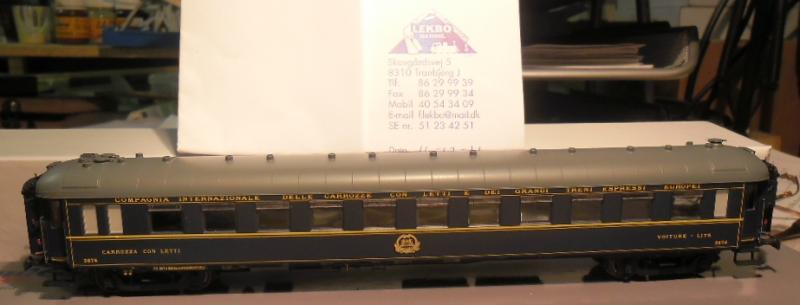 LEKBO
Skovgårdsvej 5
8310 Tranbjerg J
Tlf. 86 29 99 39
Fax 86 29 99 34
Mobil 40 54 34 09
E-mail f.lekbo@mail.dk
SE nr. 51 23 42 51
COMPAGNIA INTERNAZIONALE DELLE CARROZZE CON LETTI E DEI GRANDI TRENI ESPRESSI EUROPEI
CARROZZA CON LETTI
VOITURE-LITS